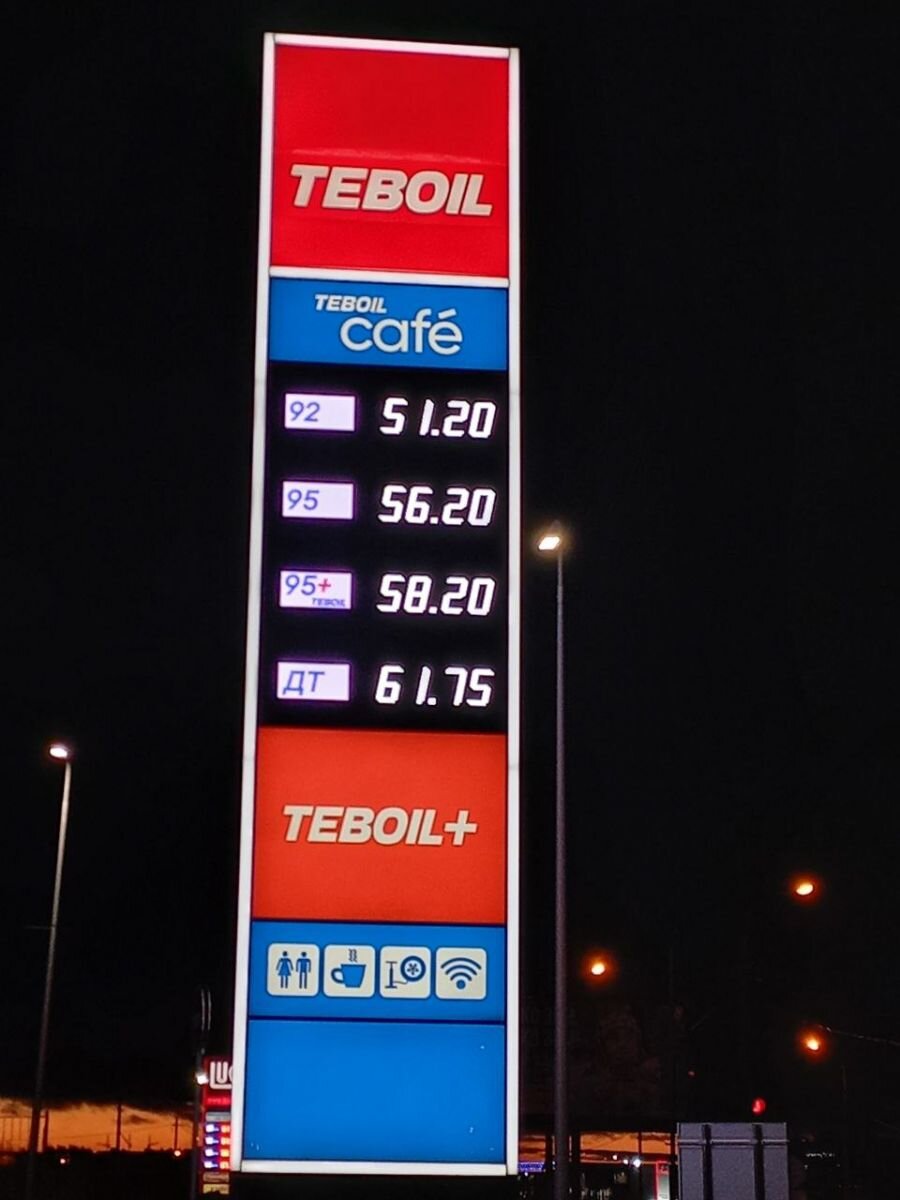 TEBOIL
TEBOIL
café
92 51.20
95 56.20
95+ 58.20
TEBOIL
ДТ 61.75
TEBOIL+